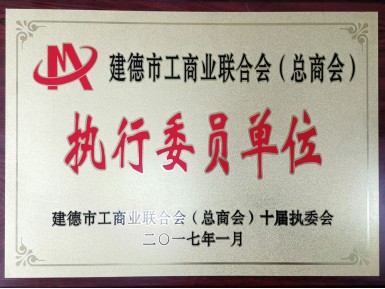 建德市工商业联合会（总商会）
执行委员单位
建德市工商业联合会（总商会）十届执委会
二〇一七年一月